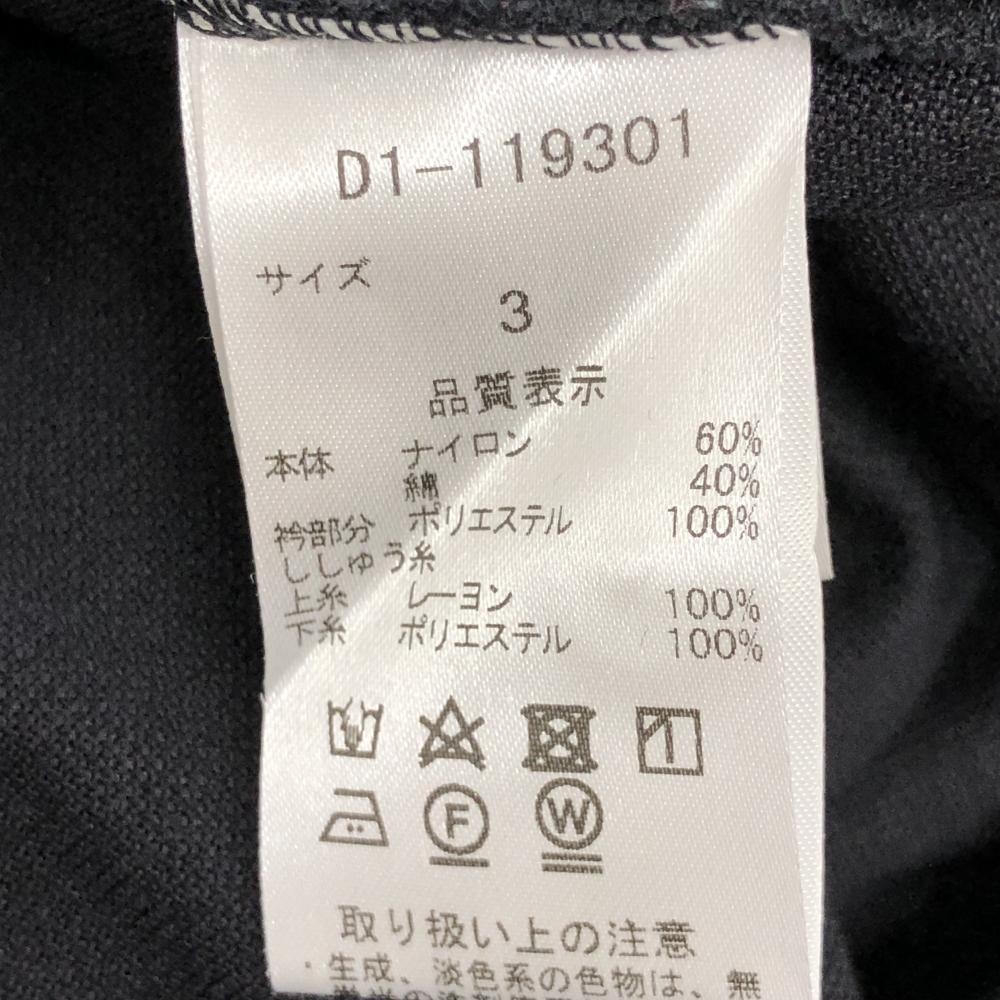 D1-119301
サイズ
3
品質表示
本体 ナイロン 60%
綿 40%
衿部分 ポリエステル 100%
ししゅう糸
上糸 レーヨン 100%
下糸 ポリエステル 100%
F W
取り扱い上の注意
・生成、淡色系の色物は、無